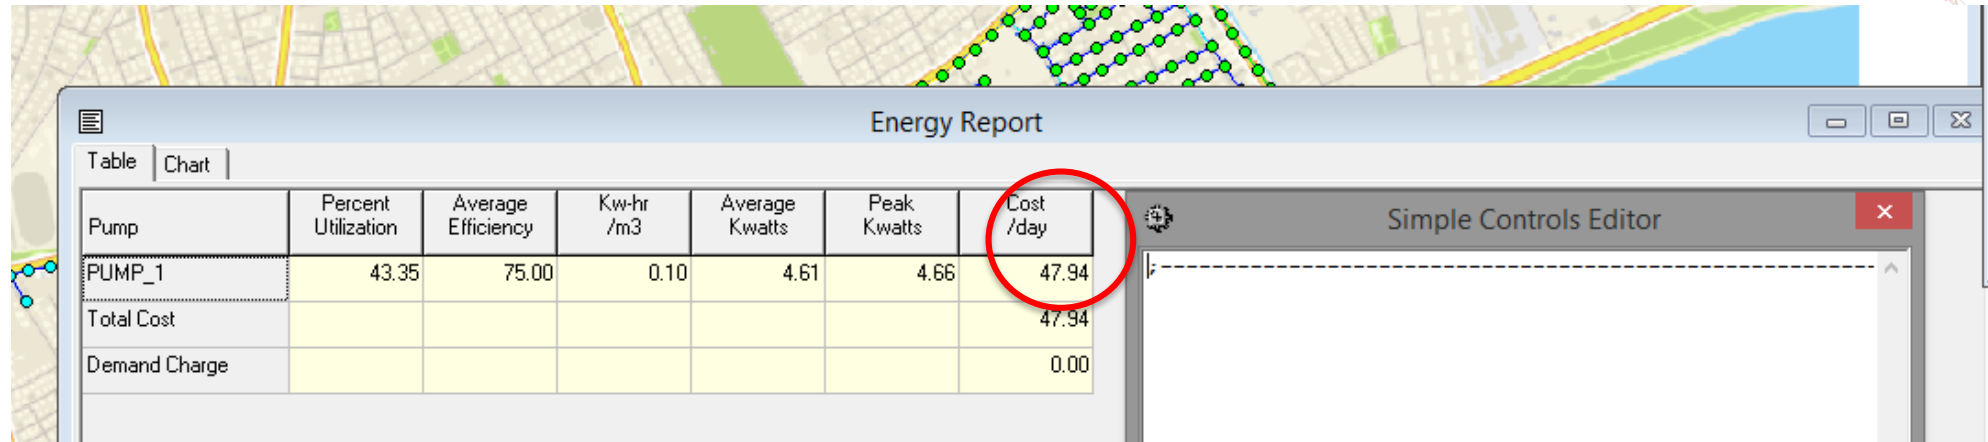 Energy Report
Table Chart
Pump Percent Utilization Average Efficiency Kw-hr /m3 Average Kwatts Peak Kwatts Cost /day
PUMP_1 43.35 75.00 0.10 4.61 4.66 47.94
Total Cost 47.94
Demand Charge 0.00
Simple Controls Editor
;---------------------------------------------------------